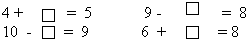 4 + □ = 5 9 - □ = 8
10 - □ = 9 6 + □ = 8